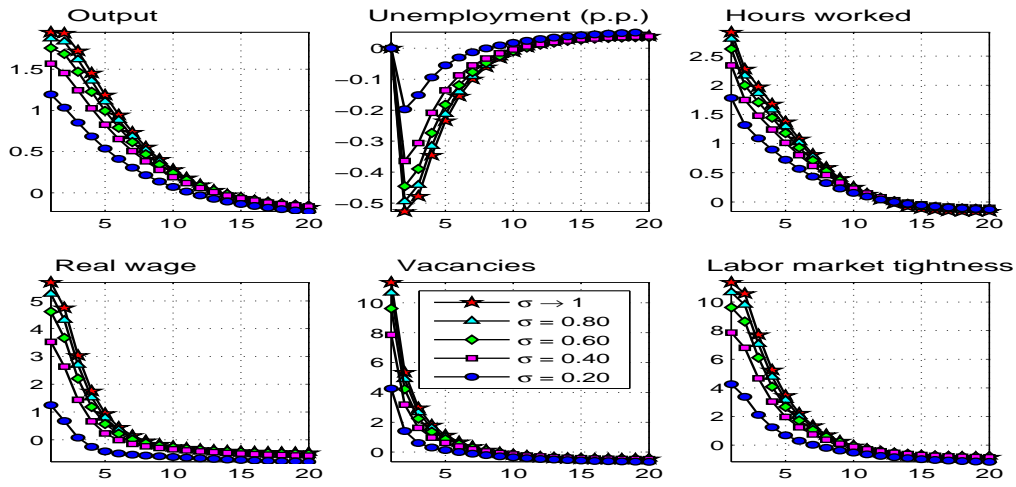 Output
1.5
1
0.5
0
5 10 15 20
Unemployment (p.p.)
0
−0.1
−0.2
−0.3
−0.4
−0.5
5 10 15 20
Hours worked
2.5
2
1.5
1
0.5
0
5 10 15 20
Real wage
5
4
3
2
1
0
5 10 15 20
Vacancies
10
8
6
4
2
0
5 10 15 20
σ → 1
σ = 0.80
σ = 0.60
σ = 0.40
σ = 0.20
Labor market tightness
10
8
6
4
2
0
5 10 15 20